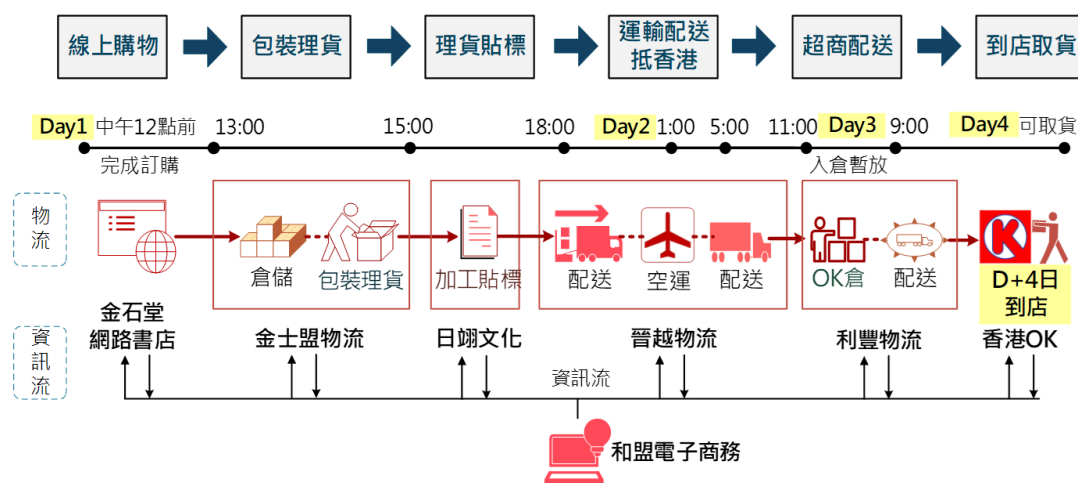 線上購物
包裝理貨
理貨貼標
運輸配送
抵香港
超商配送
到店取貨
Day1 中午12點前
13:00
15:00
18:00
Day2
1:00
5:00
11:00
Day3
9:00
Day4 可取貨
完成訂購
入倉暫放
物流
倉儲
包裝理貨
加工貼標
配送
空運
配送
OK倉
配送
K
D+4日
到店
資訊流
金石堂
網路書店
金士盟物流
日翊文化
晉越物流
利豐物流
香港OK
資訊流
和盟電子商務